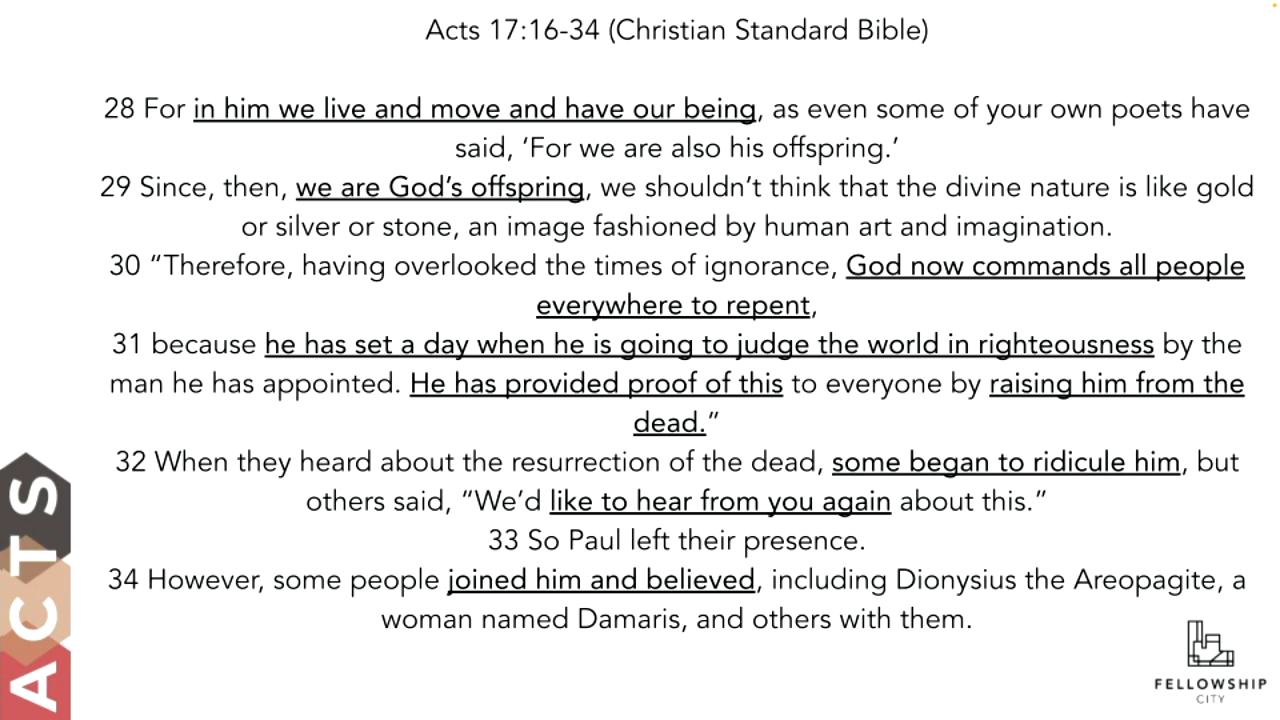 Acts 17:16-34 (Christian Standard Bible)
28 For in him we live and move and have our being, as even some of your own poets have
said, ‘For we are also his offspring.’
29 Since, then, we are God’s offspring, we shouldn’t think that the divine nature is like gold
or silver or stone, an image fashioned by human art and imagination.
30 “Therefore, having overlooked the times of ignorance, God now commands all people
everywhere to repent,
31 because he has set a day when he is going to judge the world in righteousness by the
man he has appointed. He has provided proof of this to everyone by raising him from the
dead.”
32 When they heard about the resurrection of the dead, some began to ridicule him, but
others said, “We’d like to hear from you again about this.”
33 So Paul left their presence.
34 However, some people joined him and believed, including Dionysius the Areopagite, a
woman named Damaris, and others with them.
ACTS
FELLOWSHIP
CITY